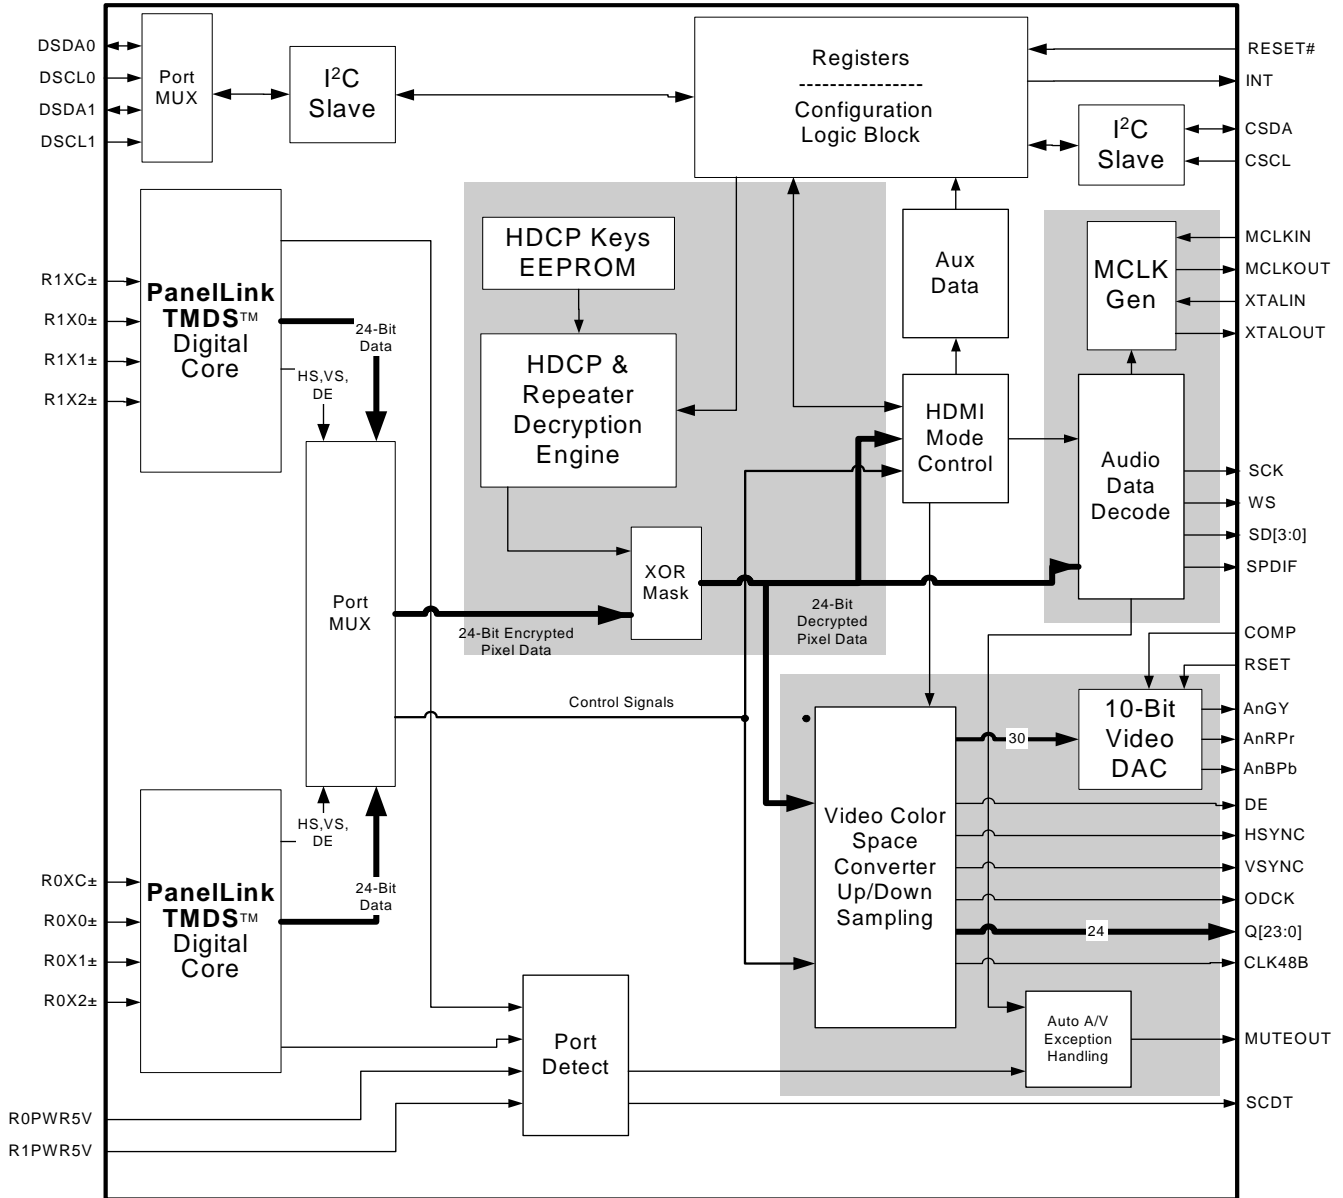 DSDA0
DSCL0
DSDA1
DSCL1
Port
MUX
I²C
Slave
Registers
----------------
Configuration
Logic Block
RESET#
INT
I²C
Slave
CSDA
CSCL
R1XC±
R1X0±
R1X1±
R1X2±
PanelLink
TMDS™
Digital
Core
24-Bit
Data
HS,VS,
DE
HDCP Keys
EEPROM
HDCP &
Repeater
Decryption
Engine
Aux
Data
MCLK
Gen
MCLKIN
MCLKOUT
XTALIN
XTALOUT
HDMI
Mode
Control
Audio
Data
Decode
SCK
WS
SD[3:0]
SPDIF
Port
MUX
XOR
Mask
24-Bit Encrypted
Pixel Data
24-Bit
Decrypted
Pixel Data
Control Signals
COMP
RSET
10-Bit
Video
DAC
AnGY
AnRPr
AnBPb
30
Video Color
Space
Converter
Up/Down
Sampling
DE
HSYNC
VSYNC
ODCK
24
Q[23:0]
CLK48B
HS,VS,
DE
24-Bit
Data
R0XC±
R0X0±
R0X1±
R0X2±
PanelLink
TMDS™
Digital
Core
Port
Detect
Auto A/V
Exception
Handling
MUTEOUT
SCDT
R0PWR5V
R1PWR5V